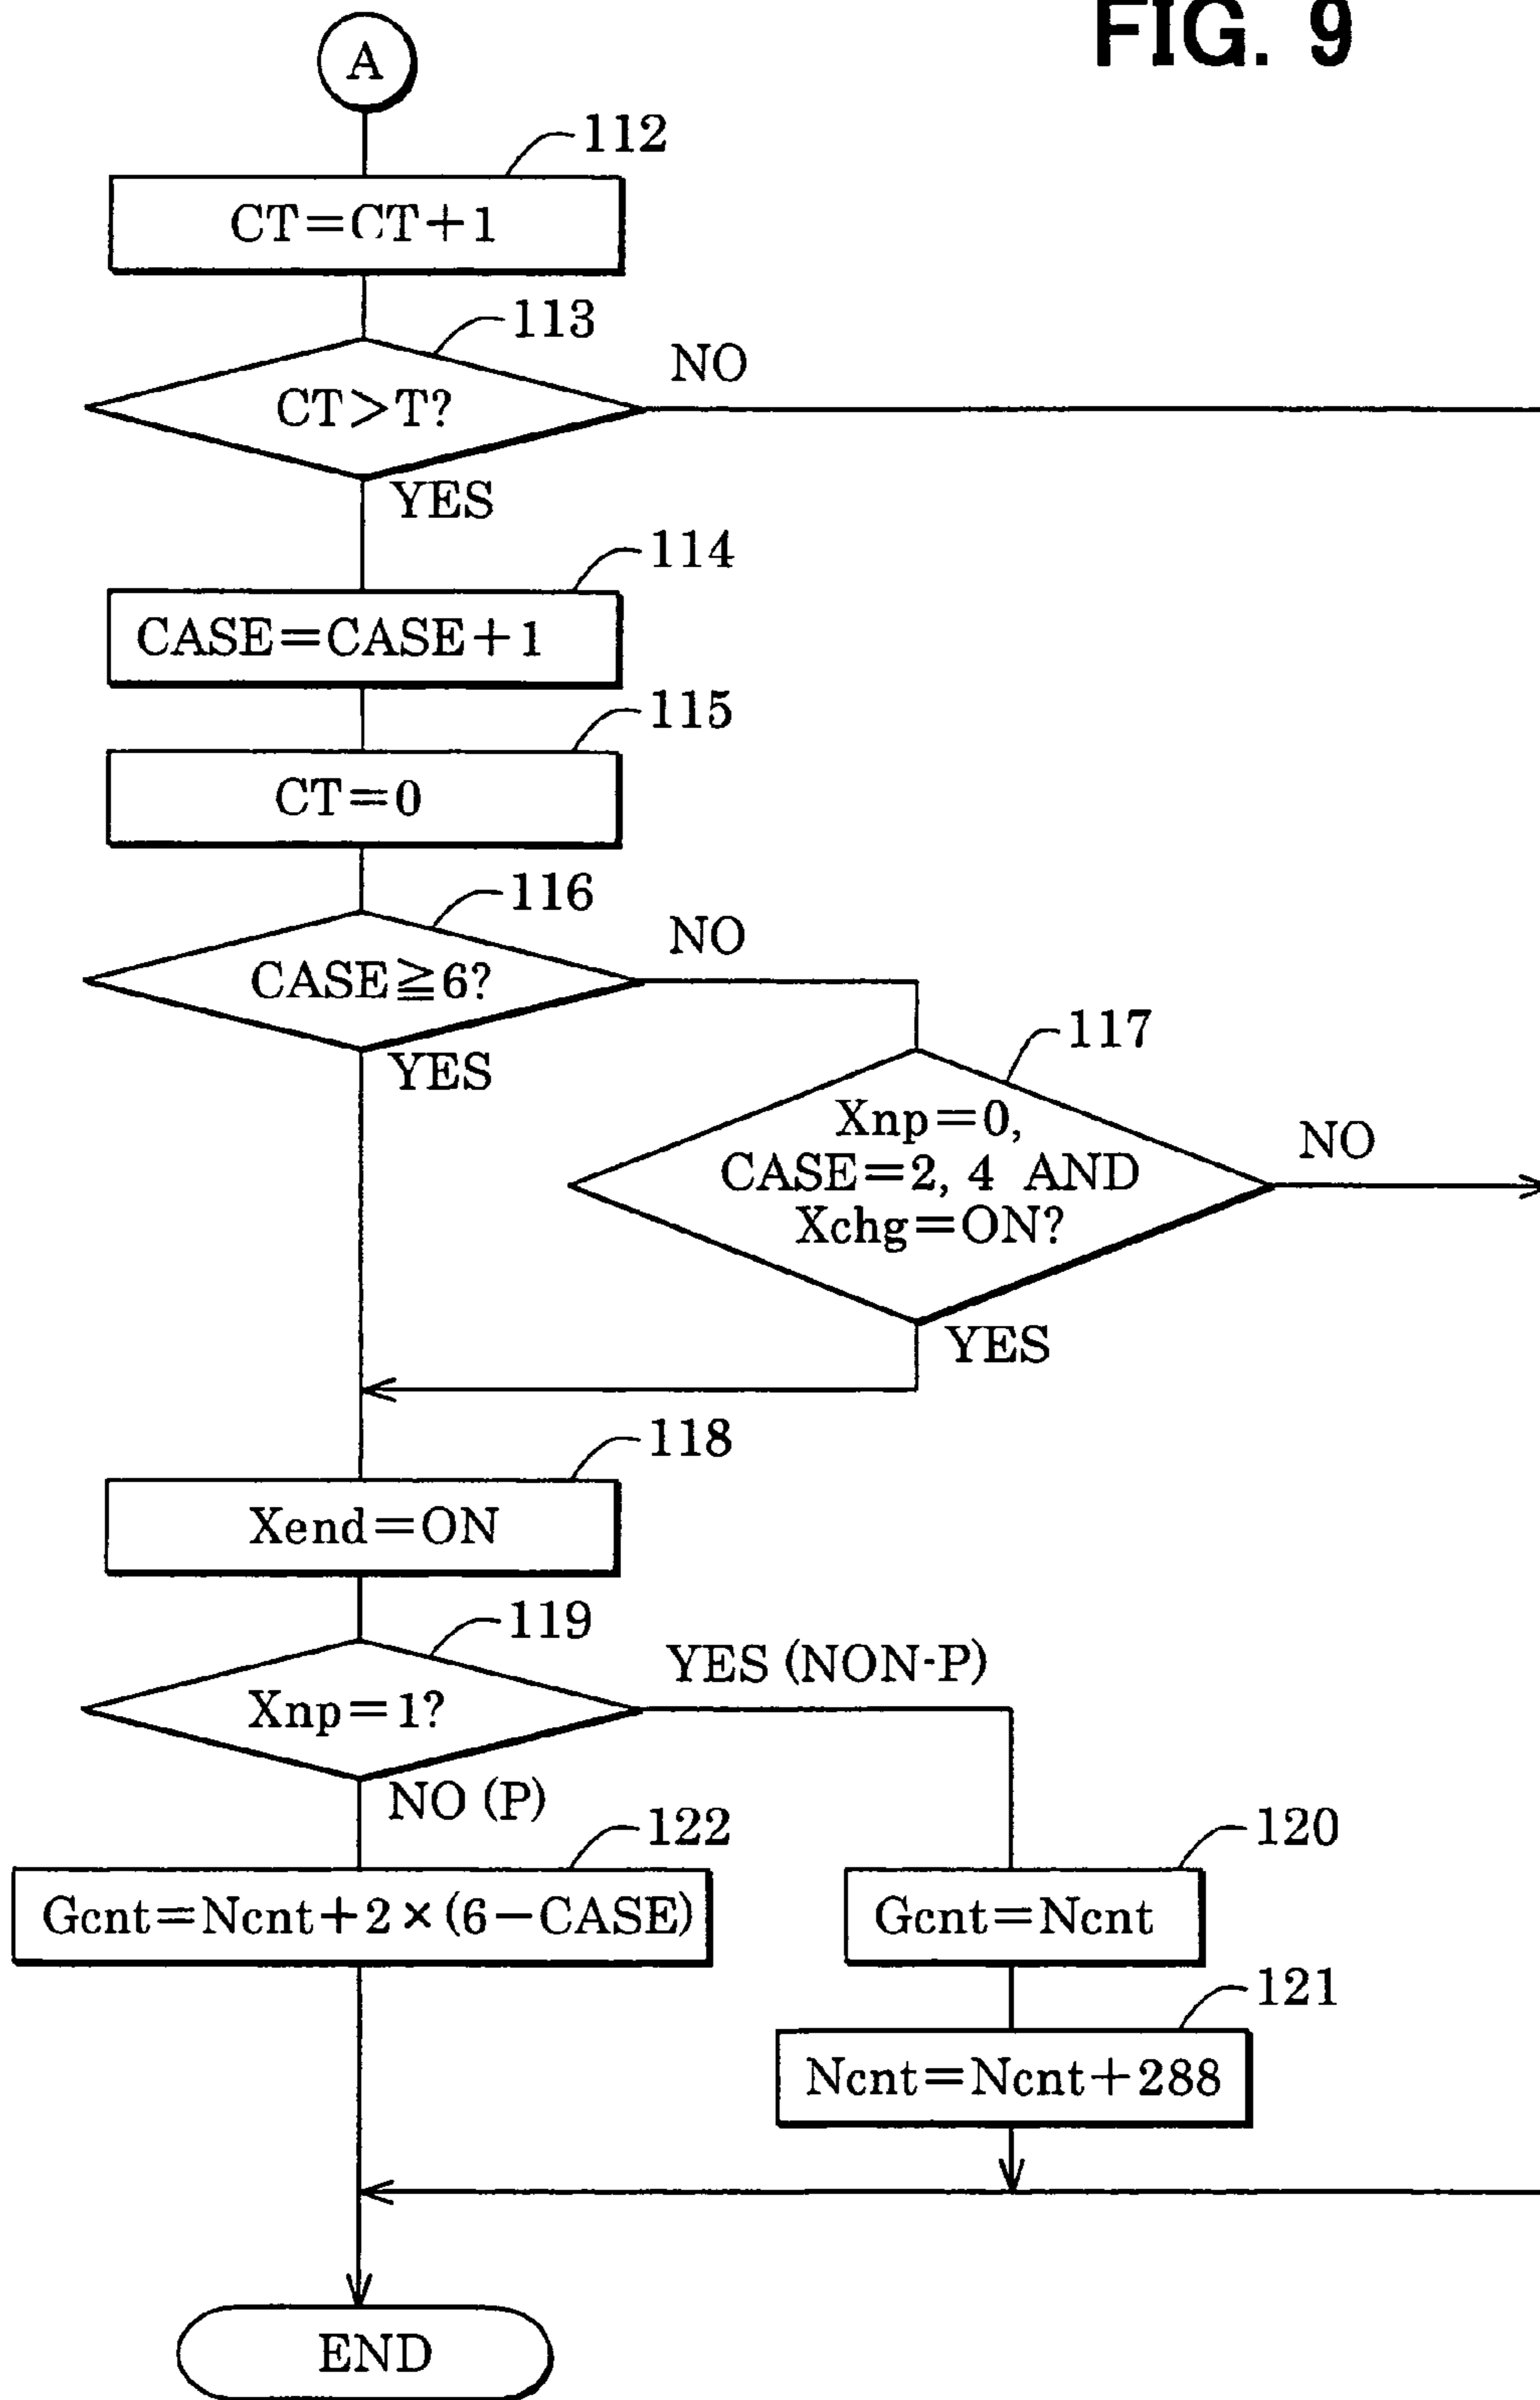 FIG. 9
A
112
CT=CT+1
113
CT>T?
NO
YES
114
CASE=CASE+1
115
CT=0
116
CASE≧6?
NO
YES
117
Xnp=0,
CASE=2, 4 AND
Xchg=ON?
NO
YES
118
Xend=ON
119
Xnp=1?
YES (NON-P)
NO (P)
122
Gcnt=Ncnt+2×(6-CASE)
120
Gcnt=Ncnt
121
Ncnt=Ncnt+288
END